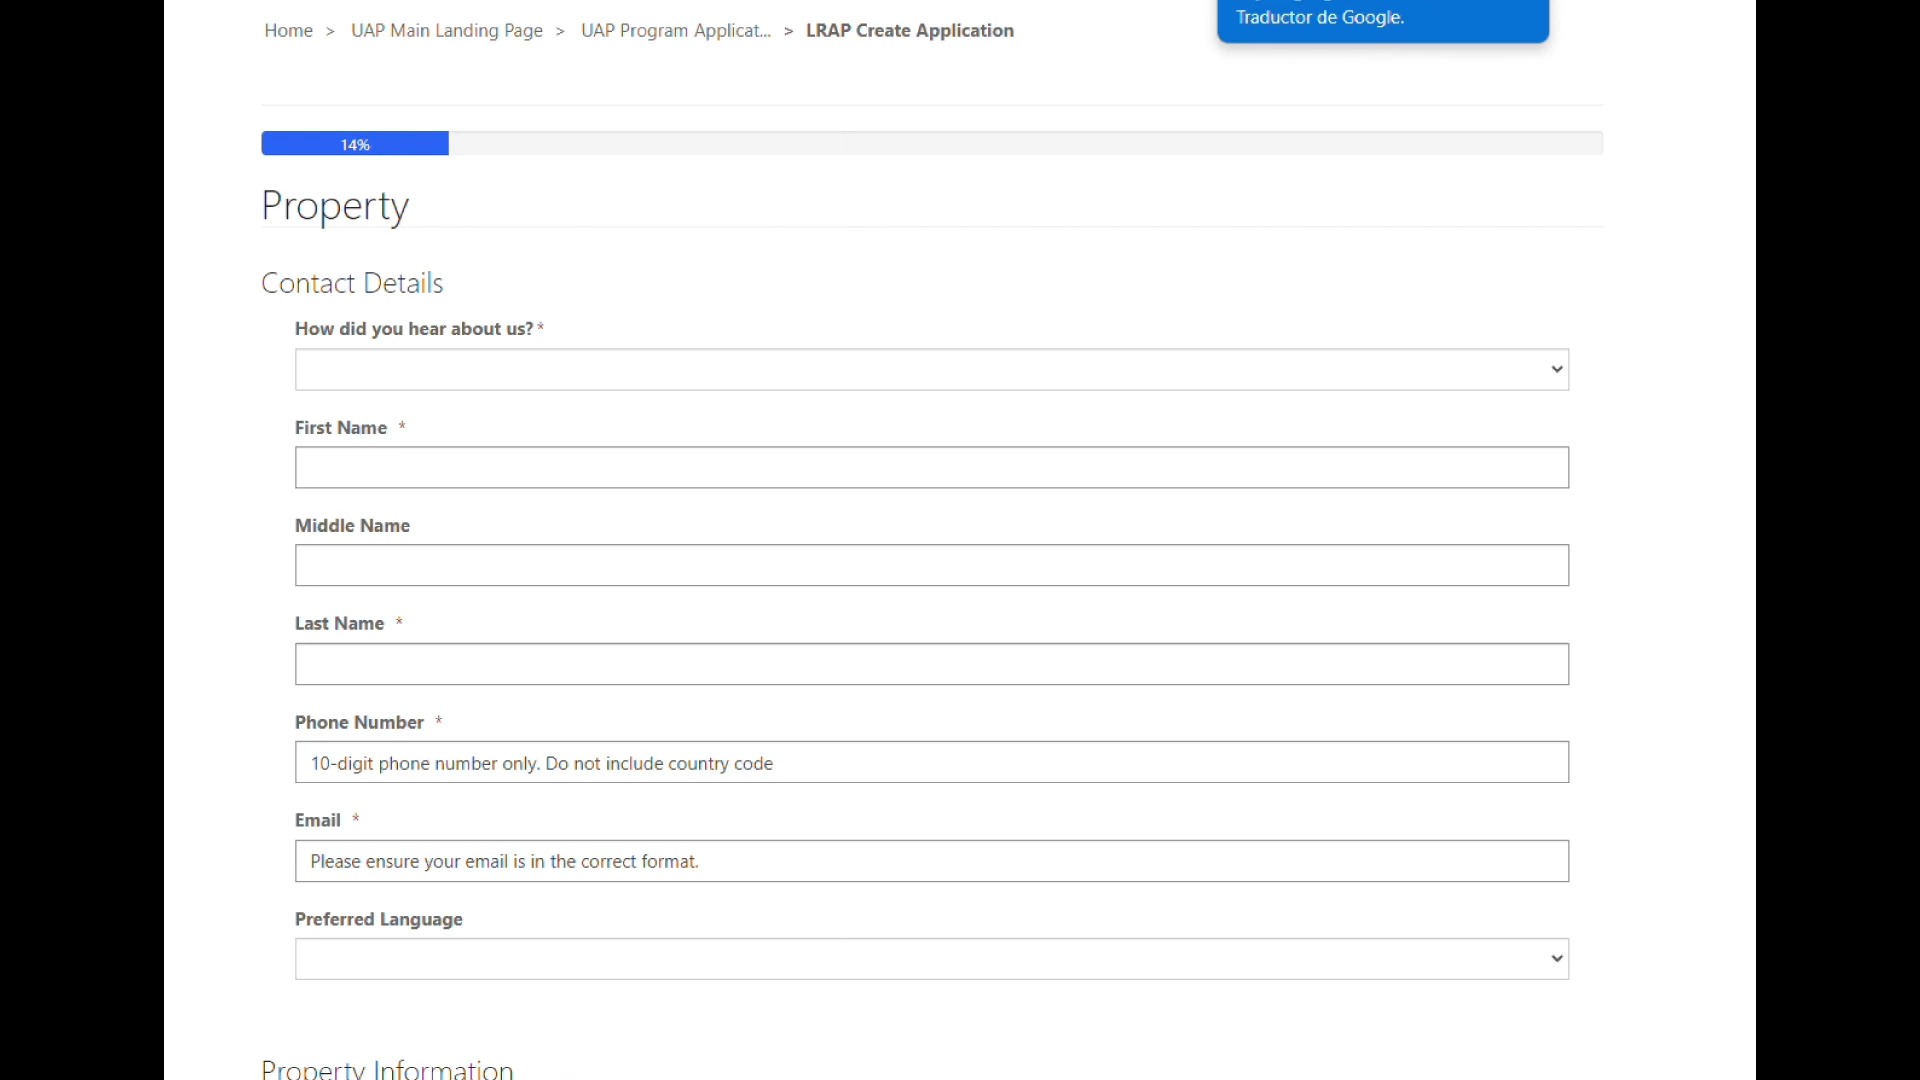 Traductor de Google.
Home > UAP Main Landing Page > UAP Program Applicat... > LRAP Create Application
14%
Property
Contact Details
How did you hear about us? *
First Name *
Middle Name
Last Name *
Phone Number *
10-digit phone number only. Do not include country code
Email *
Please ensure your email is in the correct format.
Preferred Language
Property Information